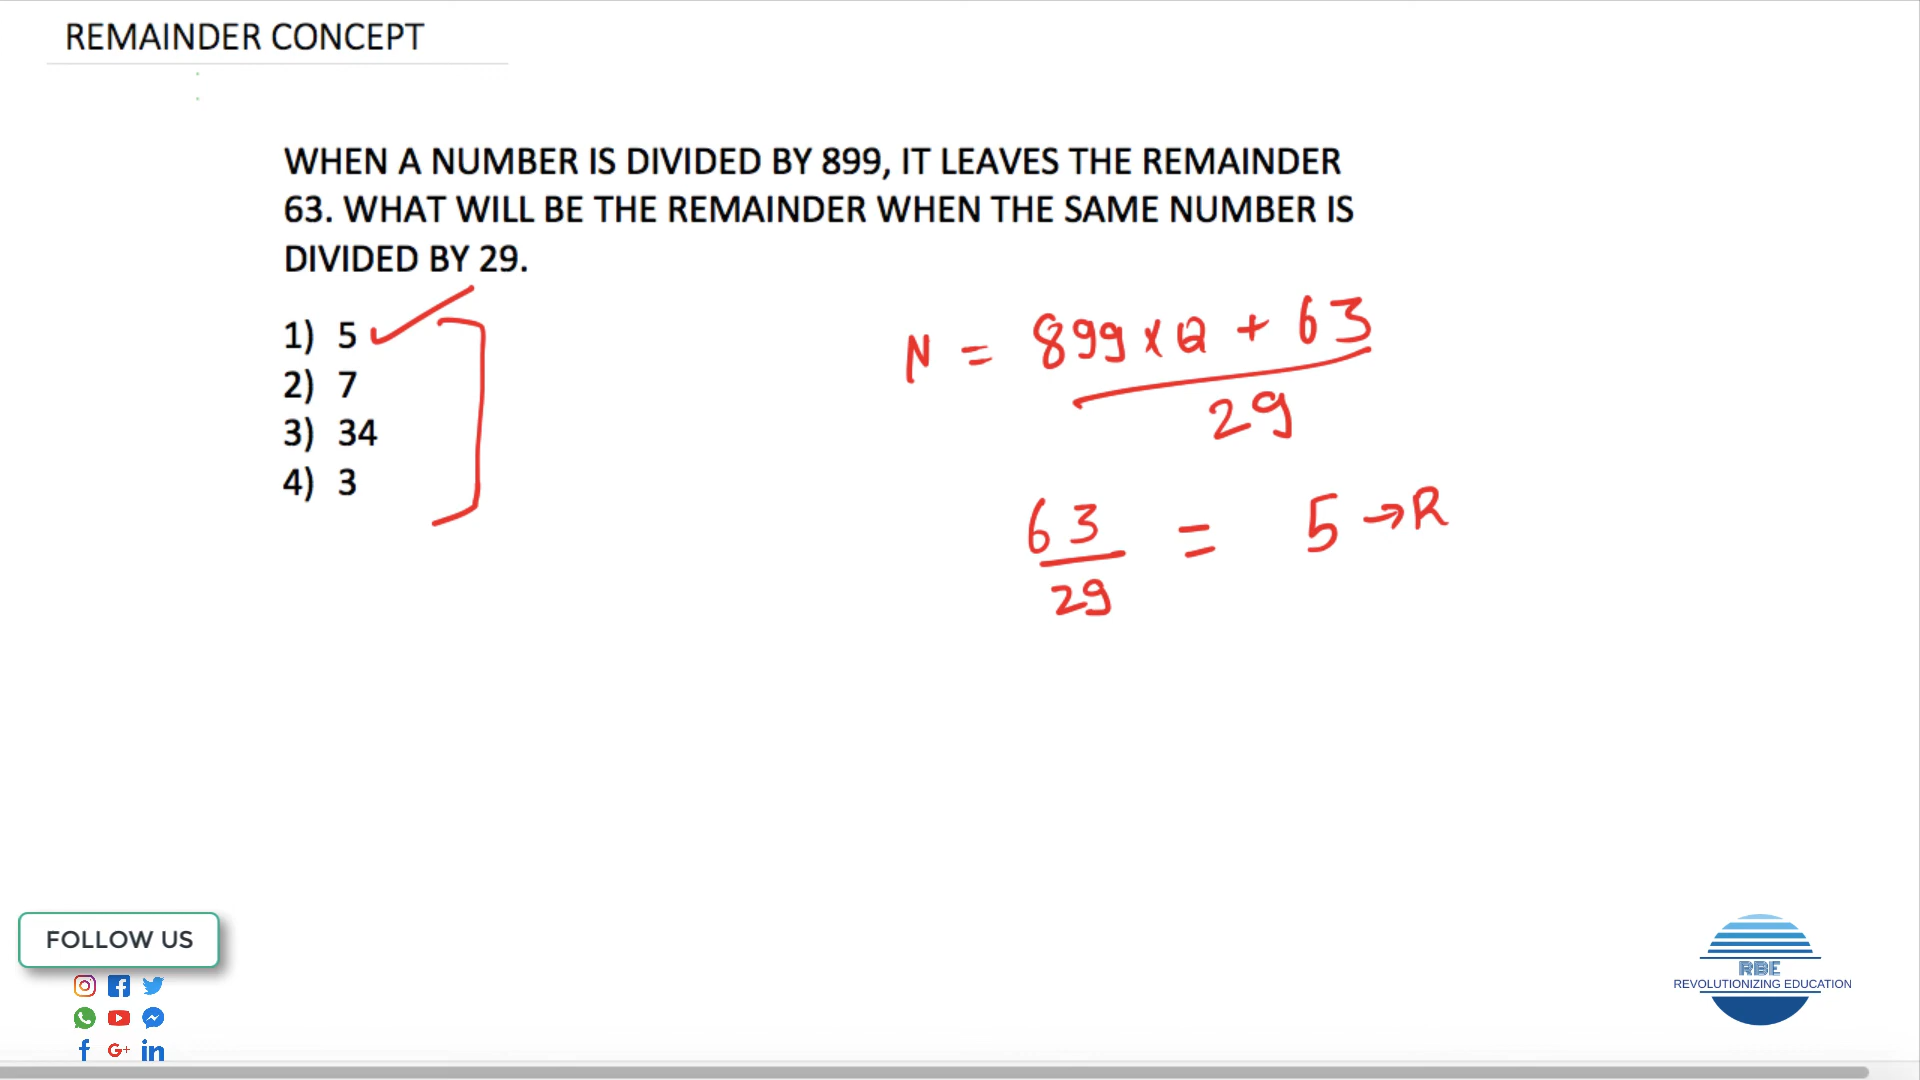 REMAINDER CONCEPT
WHEN A NUMBER IS DIVIDED BY 899, IT LEAVES THE REMAINDER
63. WHAT WILL BE THE REMAINDER WHEN THE SAME NUMBER IS
DIVIDED BY 29.
1) 5
2) 7
3) 34
4) 3
N = 899 x Q + 63
29
63 = 5 → R
29
FOLLOW US
RBE
REVOLUTIONIZING EDUCATION